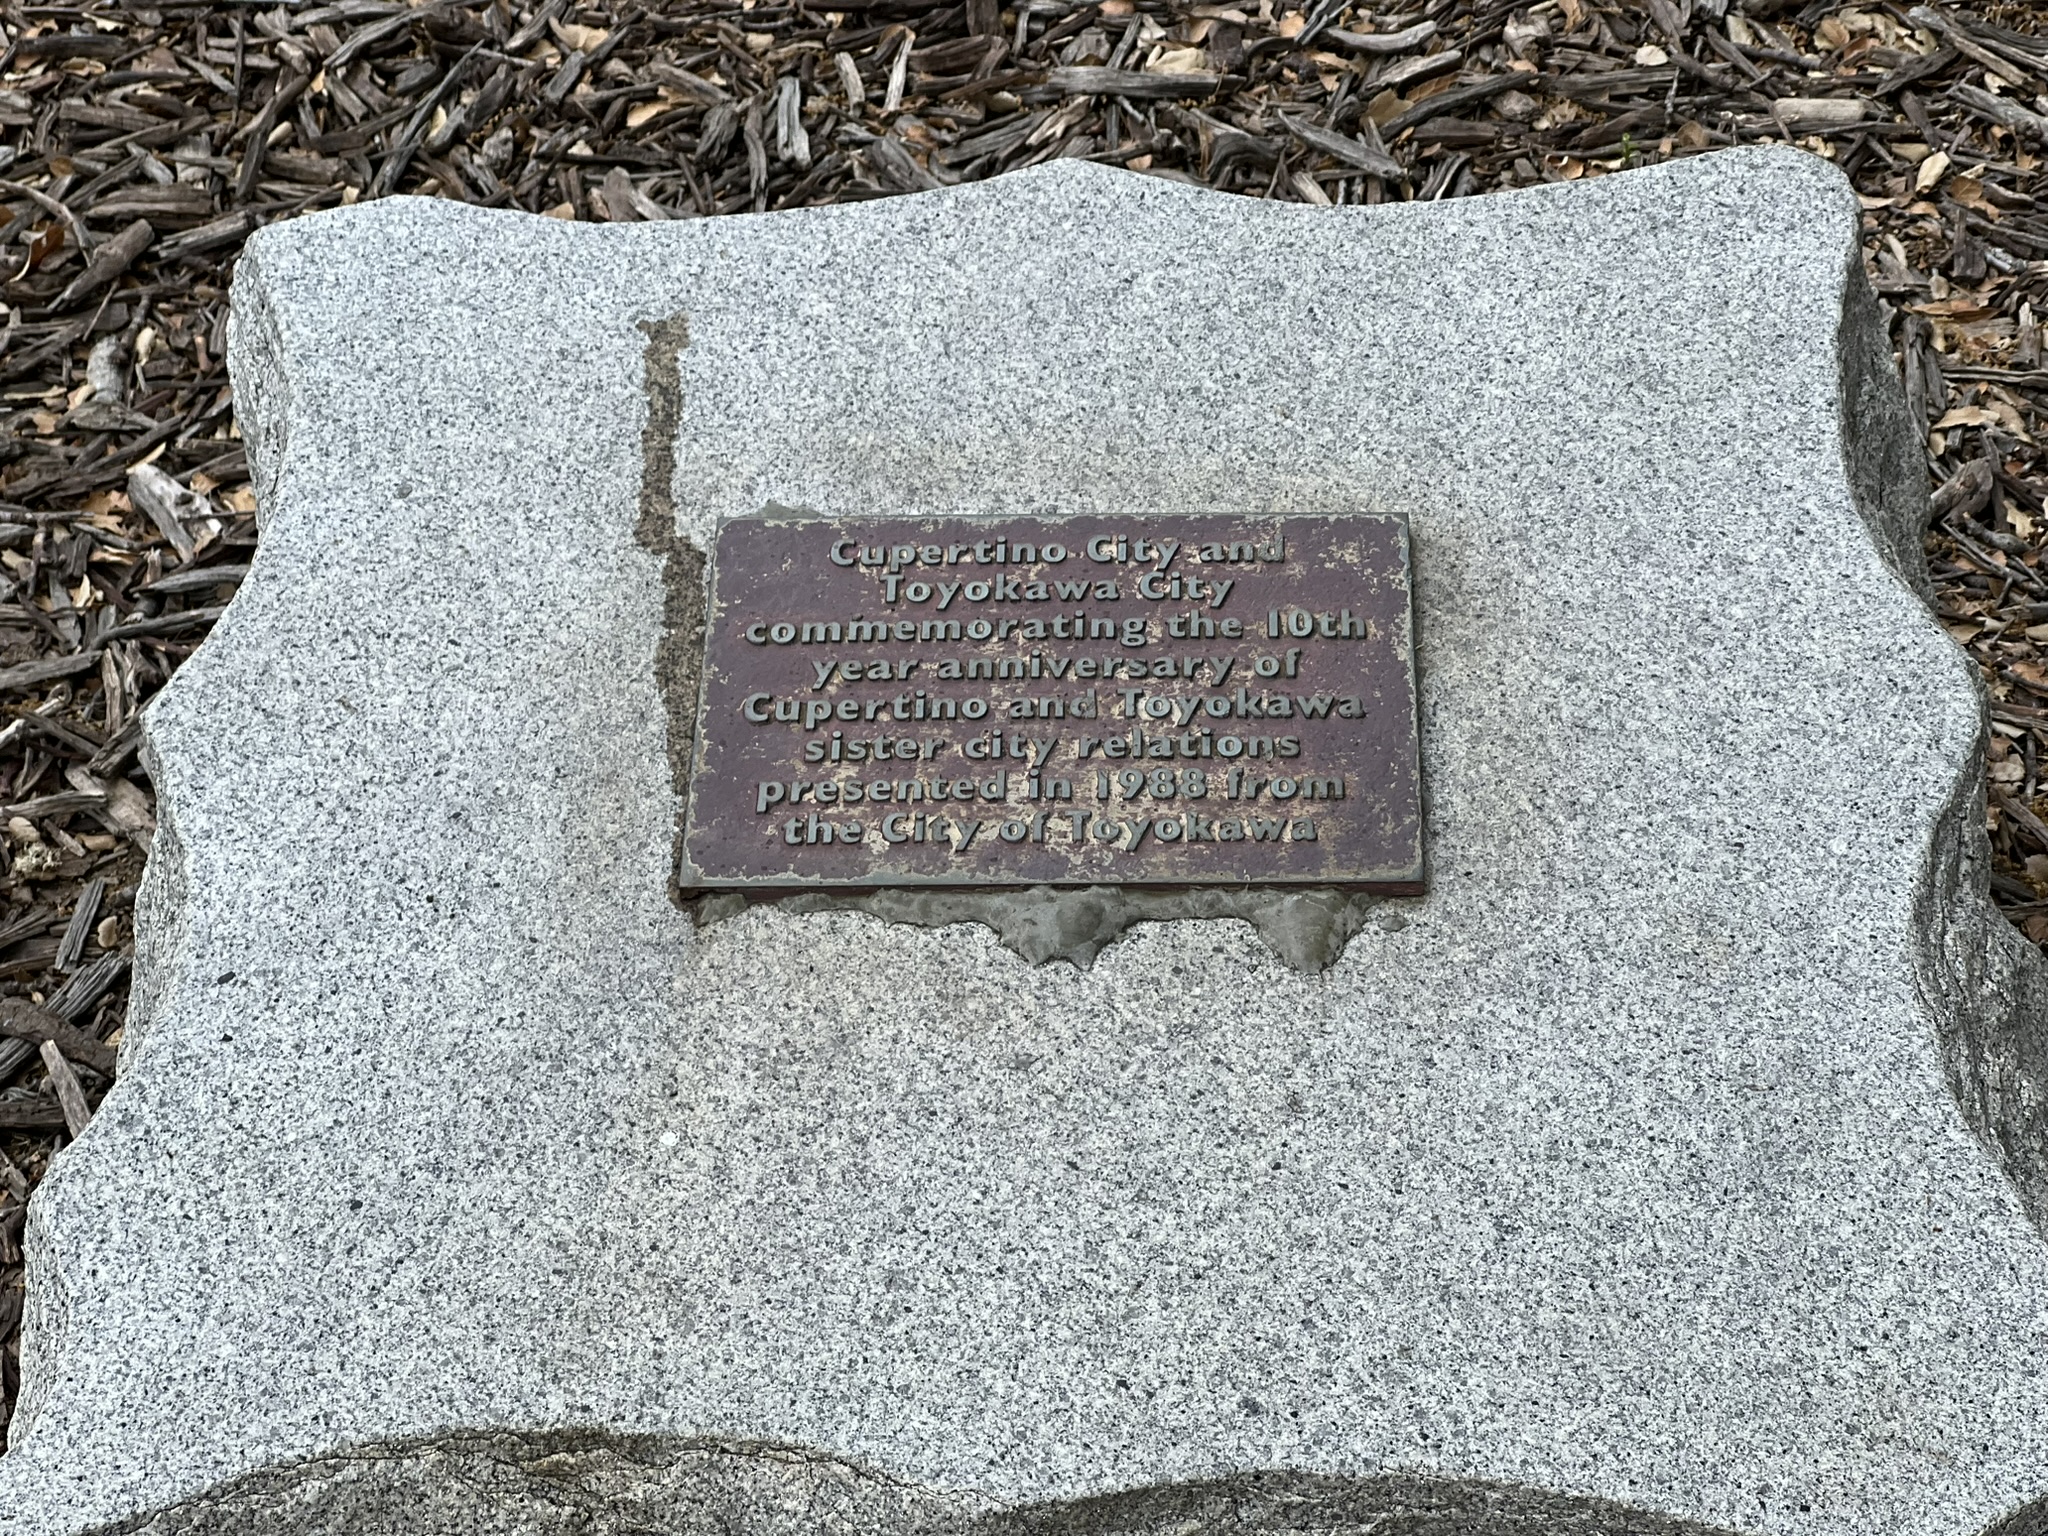 Cupertino City and
Toyokawa City
commemorating the 10th
year anniversary of
Cupertino and Toyokawa
sister city relations
presented in 1988 from
the City of Toyokawa